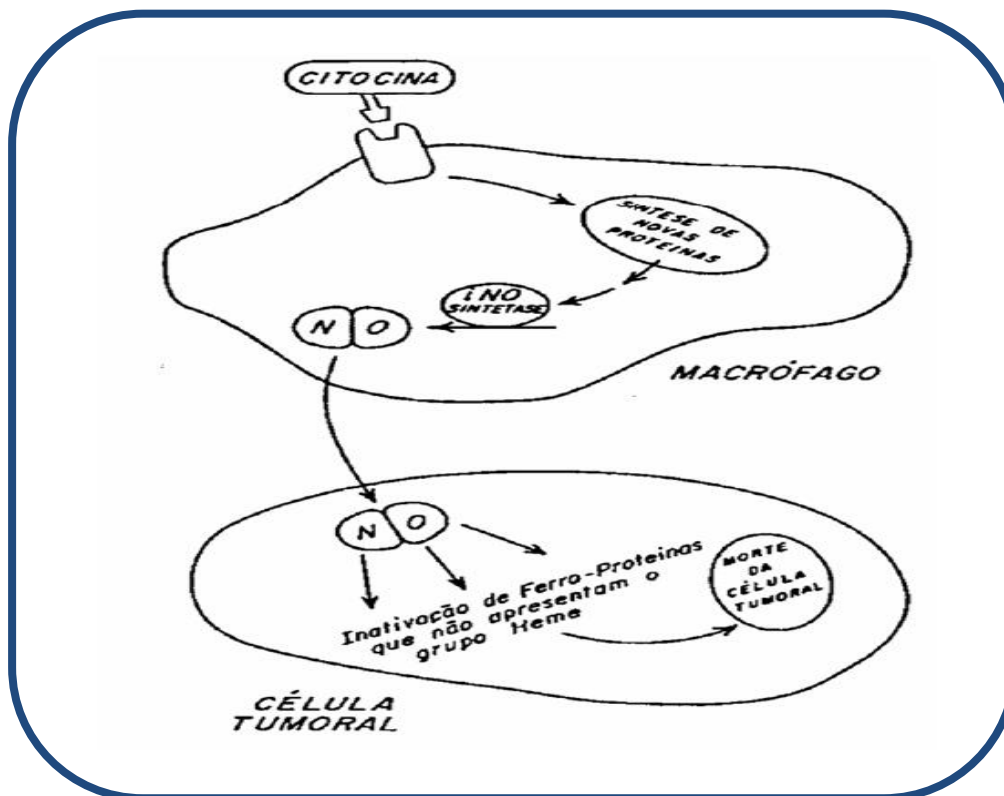 CITOCINA
SINTESE DE
NOVAS
PROTEINAS
iNO
SINTETASE
N O
MACRÓFAGO
N O
Inativação de Ferro-Proteinas
que não apresentam o
grupo Heme
MORTE
DA
CÉLULA
TUMORAL
CÉLULA
TUMORAL